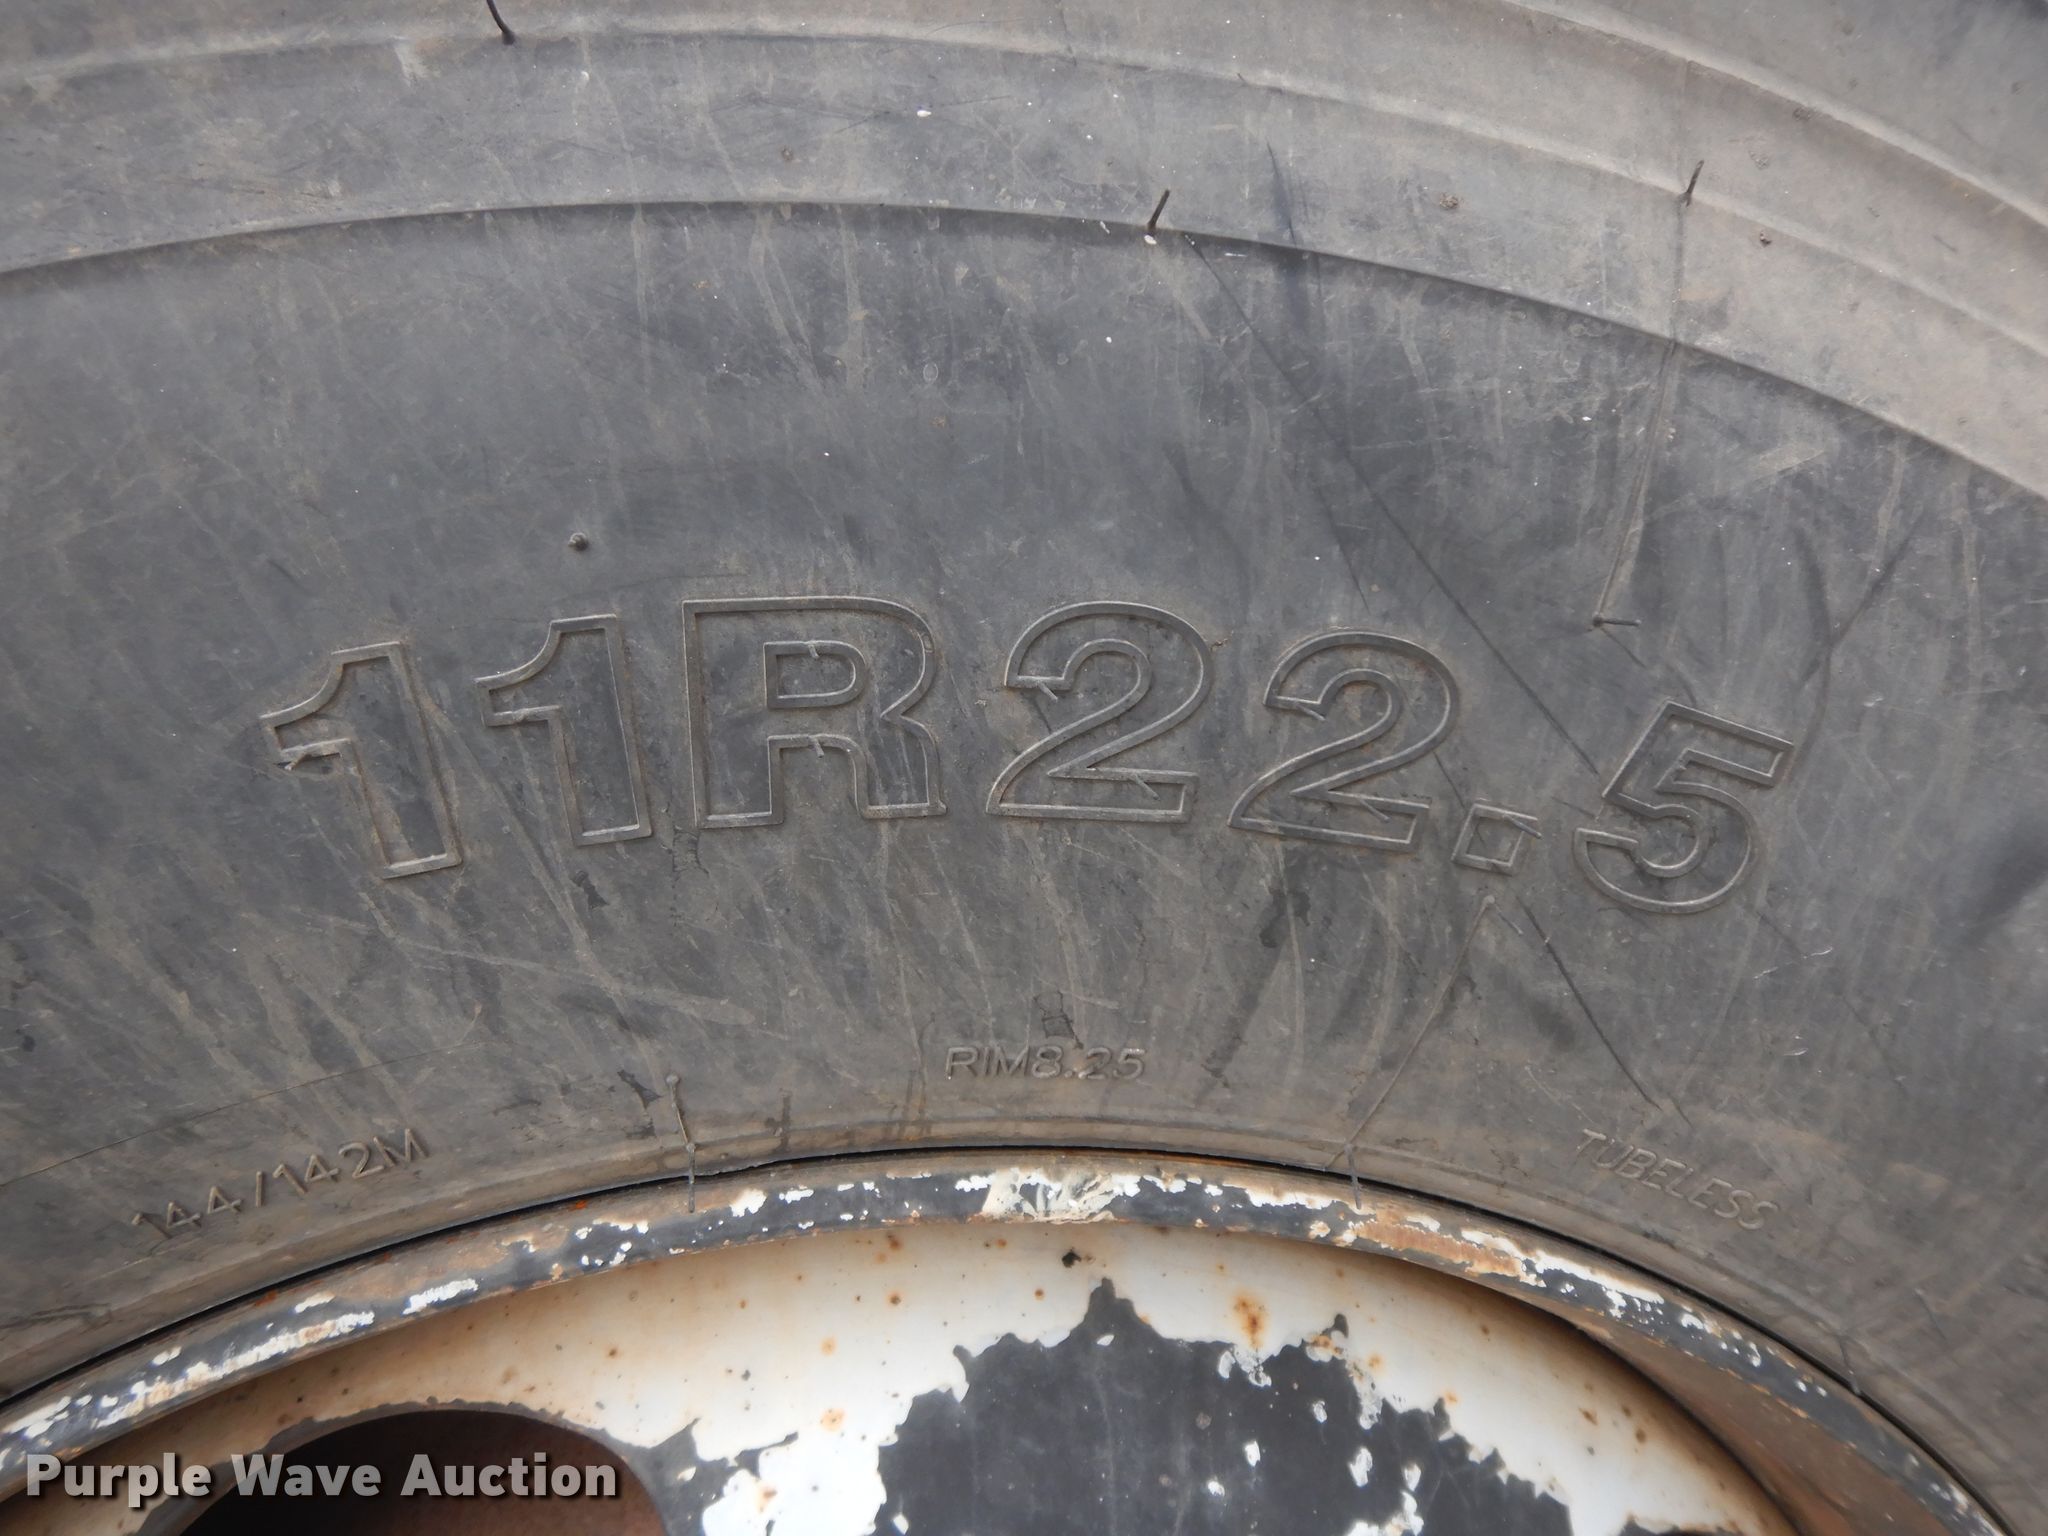 11R22.5
RIM8.25
144/142M
TUBELESS
Purple Wave Auction